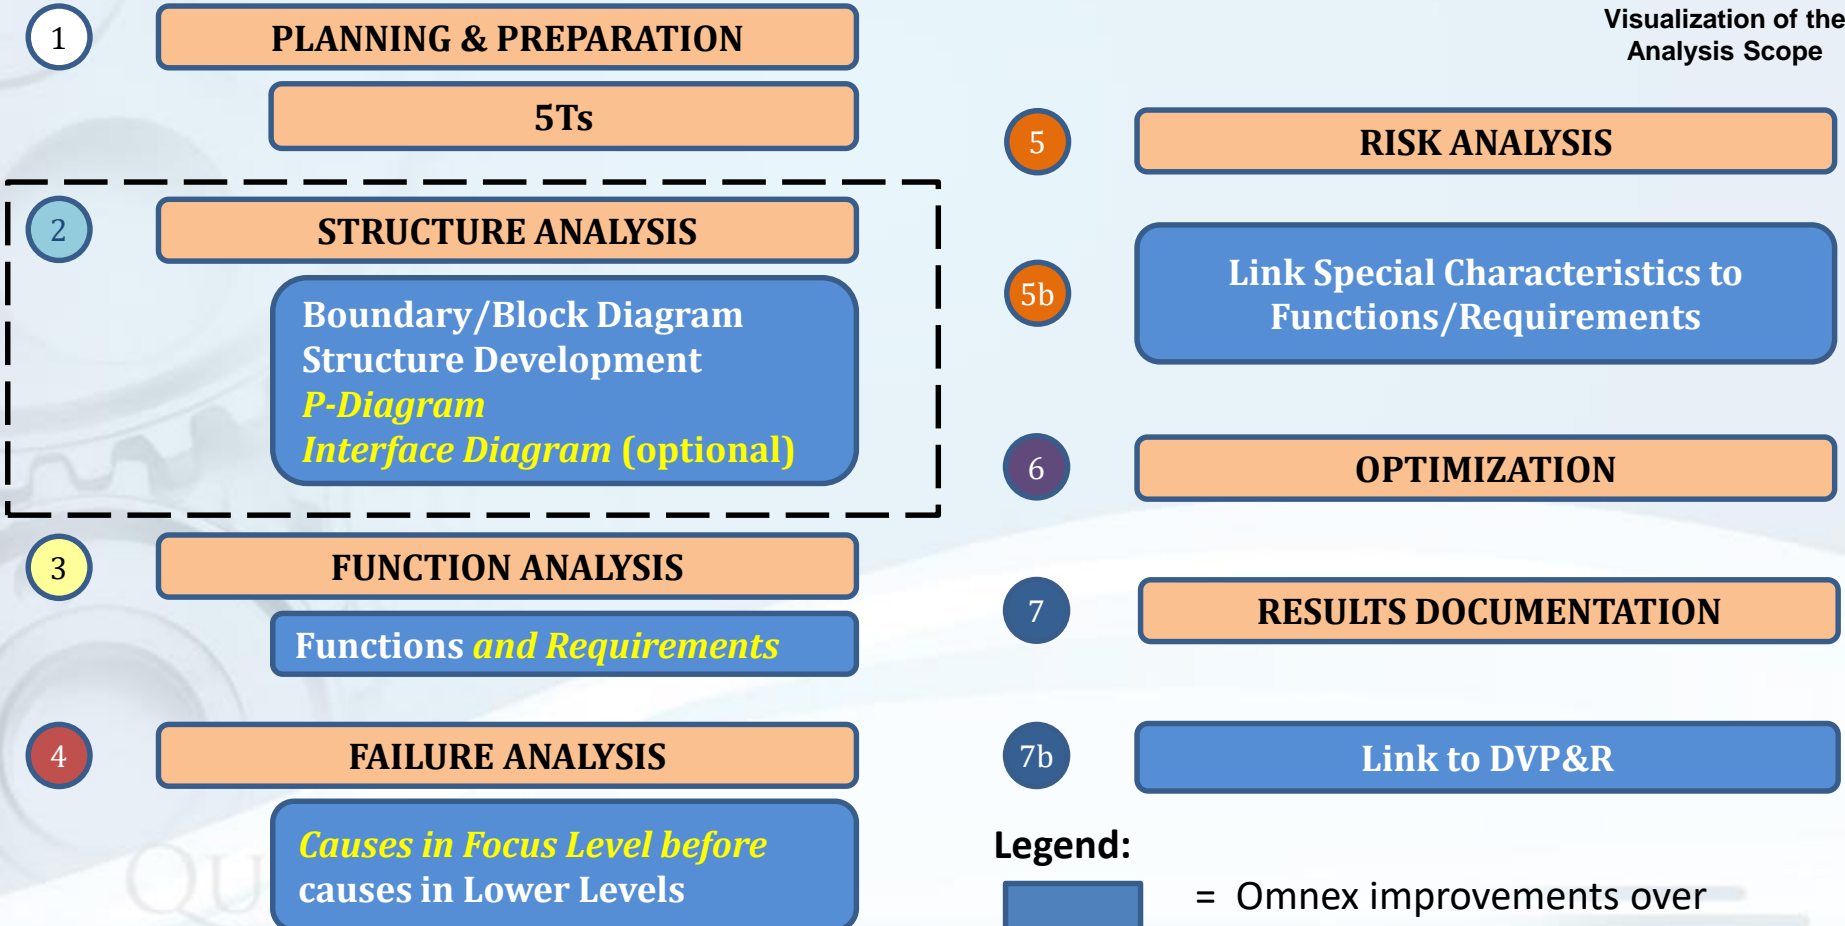 1
PLANNING & PREPARATION
5Ts
2
STRUCTURE ANALYSIS
Boundary/Block Diagram
Structure Development
P-Diagram
Interface Diagram (optional)
3
FUNCTION ANALYSIS
Functions and Requirements
4
FAILURE ANALYSIS
Causes in Focus Level before
causes in Lower Levels
QU
Visualization of the
Analysis Scope
5
RISK ANALYSIS
5b
Link Special Characteristics to
Functions/Requirements
6
OPTIMIZATION
7
RESULTS DOCUMENTATION
7b
Link to DVP&R
Legend:
= Omnex improvements over